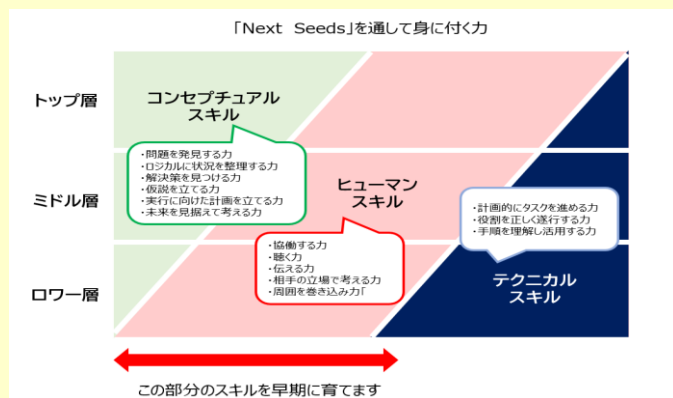 「Next Seeds」を通して身に付く力
トップ層
コンセプチュアル
スキル
・問題を発見する力
・ロジカルに状況を整理する力
・解決策を見つける力
・仮説を立てる力
・実行に向けた計画を立てる力
・未来を見据えて考える力
ミドル層
ヒューマン
スキル
・計画的にタスクを進める力
・役割を正しく遂行する力
・手順を理解し活用する力
・協働する力
・聴く力
・伝える力
・相手の立場で考える力
・周囲を巻き込み力「
ロワー層
テクニカル
スキル
この部分のスキルを早期に育てます